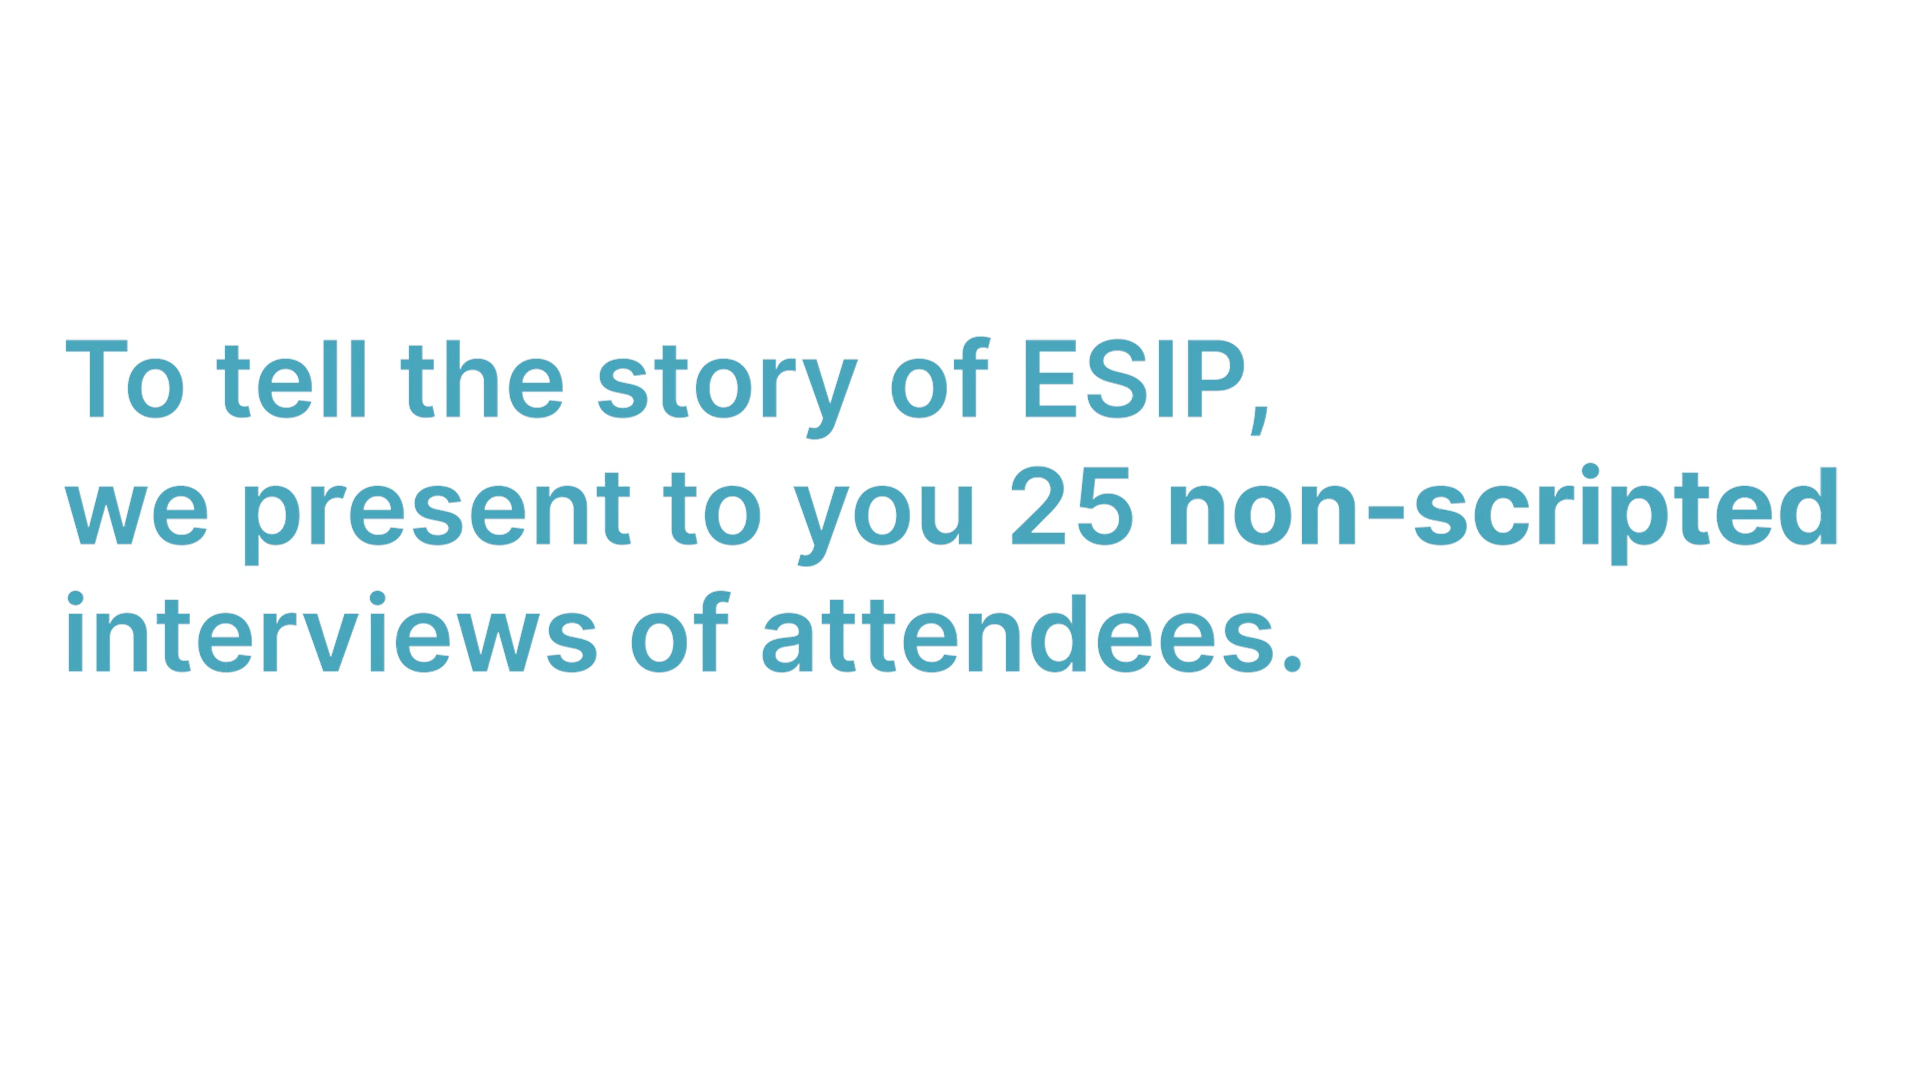 To tell the story of ESIP,
we present to you 25 non-scripted
interviews of attendees.